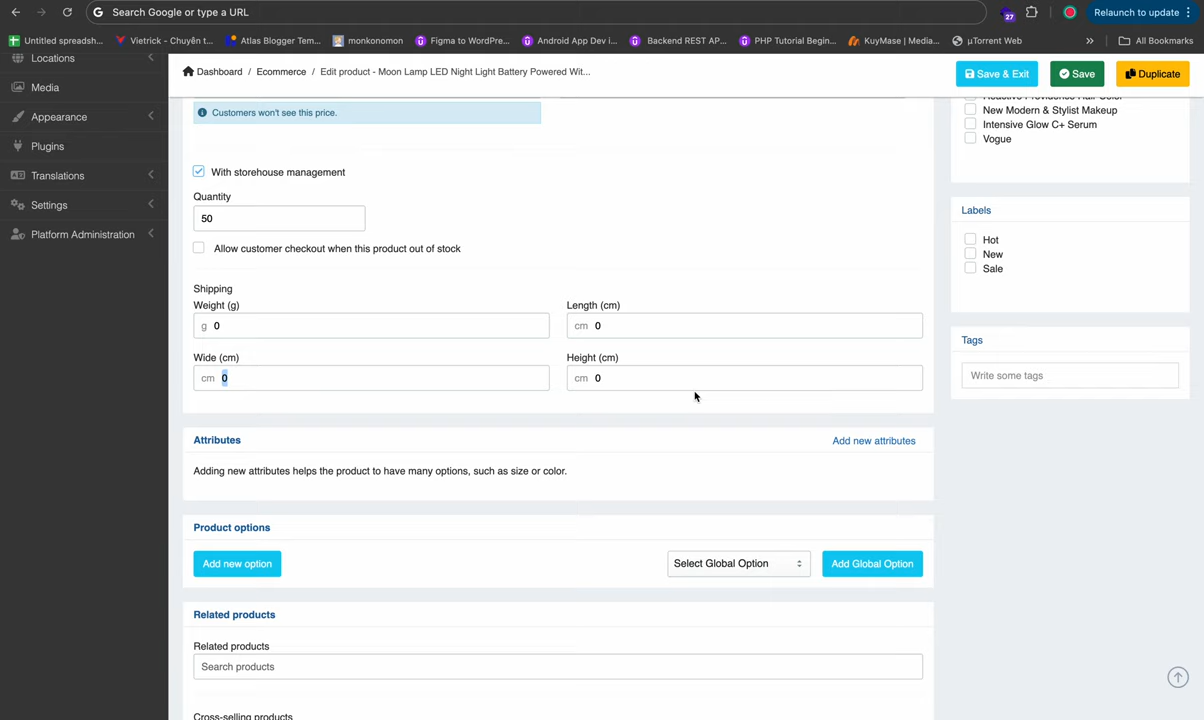 Search Google or type a URL
27
Relaunch to update
Untitled spreadsh...
Vietrick - Chuyên t...
Atlas Blogger Tem...
monkonomon
Figma to WordPre...
Android App Dev i...
Backend REST AP...
PHP Tutorial Begin...
KuyMase | Media...
µTorrent Web
»
All Bookmarks
Locations
Media
Appearance
Plugins
Translations
Settings
Platform Administration
Dashboard / Ecommerce / Edit product - Moon Lamp LED Night Light Battery Powered Wit...
Save & Exit
Save
Duplicate
Customers won't see this price.
With storehouse management
Quantity
50
Allow customer checkout when this product out of stock
Shipping
Weight (g)
g 0
Length (cm)
cm 0
Wide (cm)
cm 0
Height (cm)
cm 0
Attributes
Add new attributes
Adding new attributes helps the product to have many options, such as size or color.
Product options
Add new option
Select Global Option
Add Global Option
Related products
Related products
Search products
Cross-selling products
New Modern & Stylist Makeup
Intensive Glow C+ Serum
Vogue
Labels
Hot
New
Sale
Tags
Write some tags